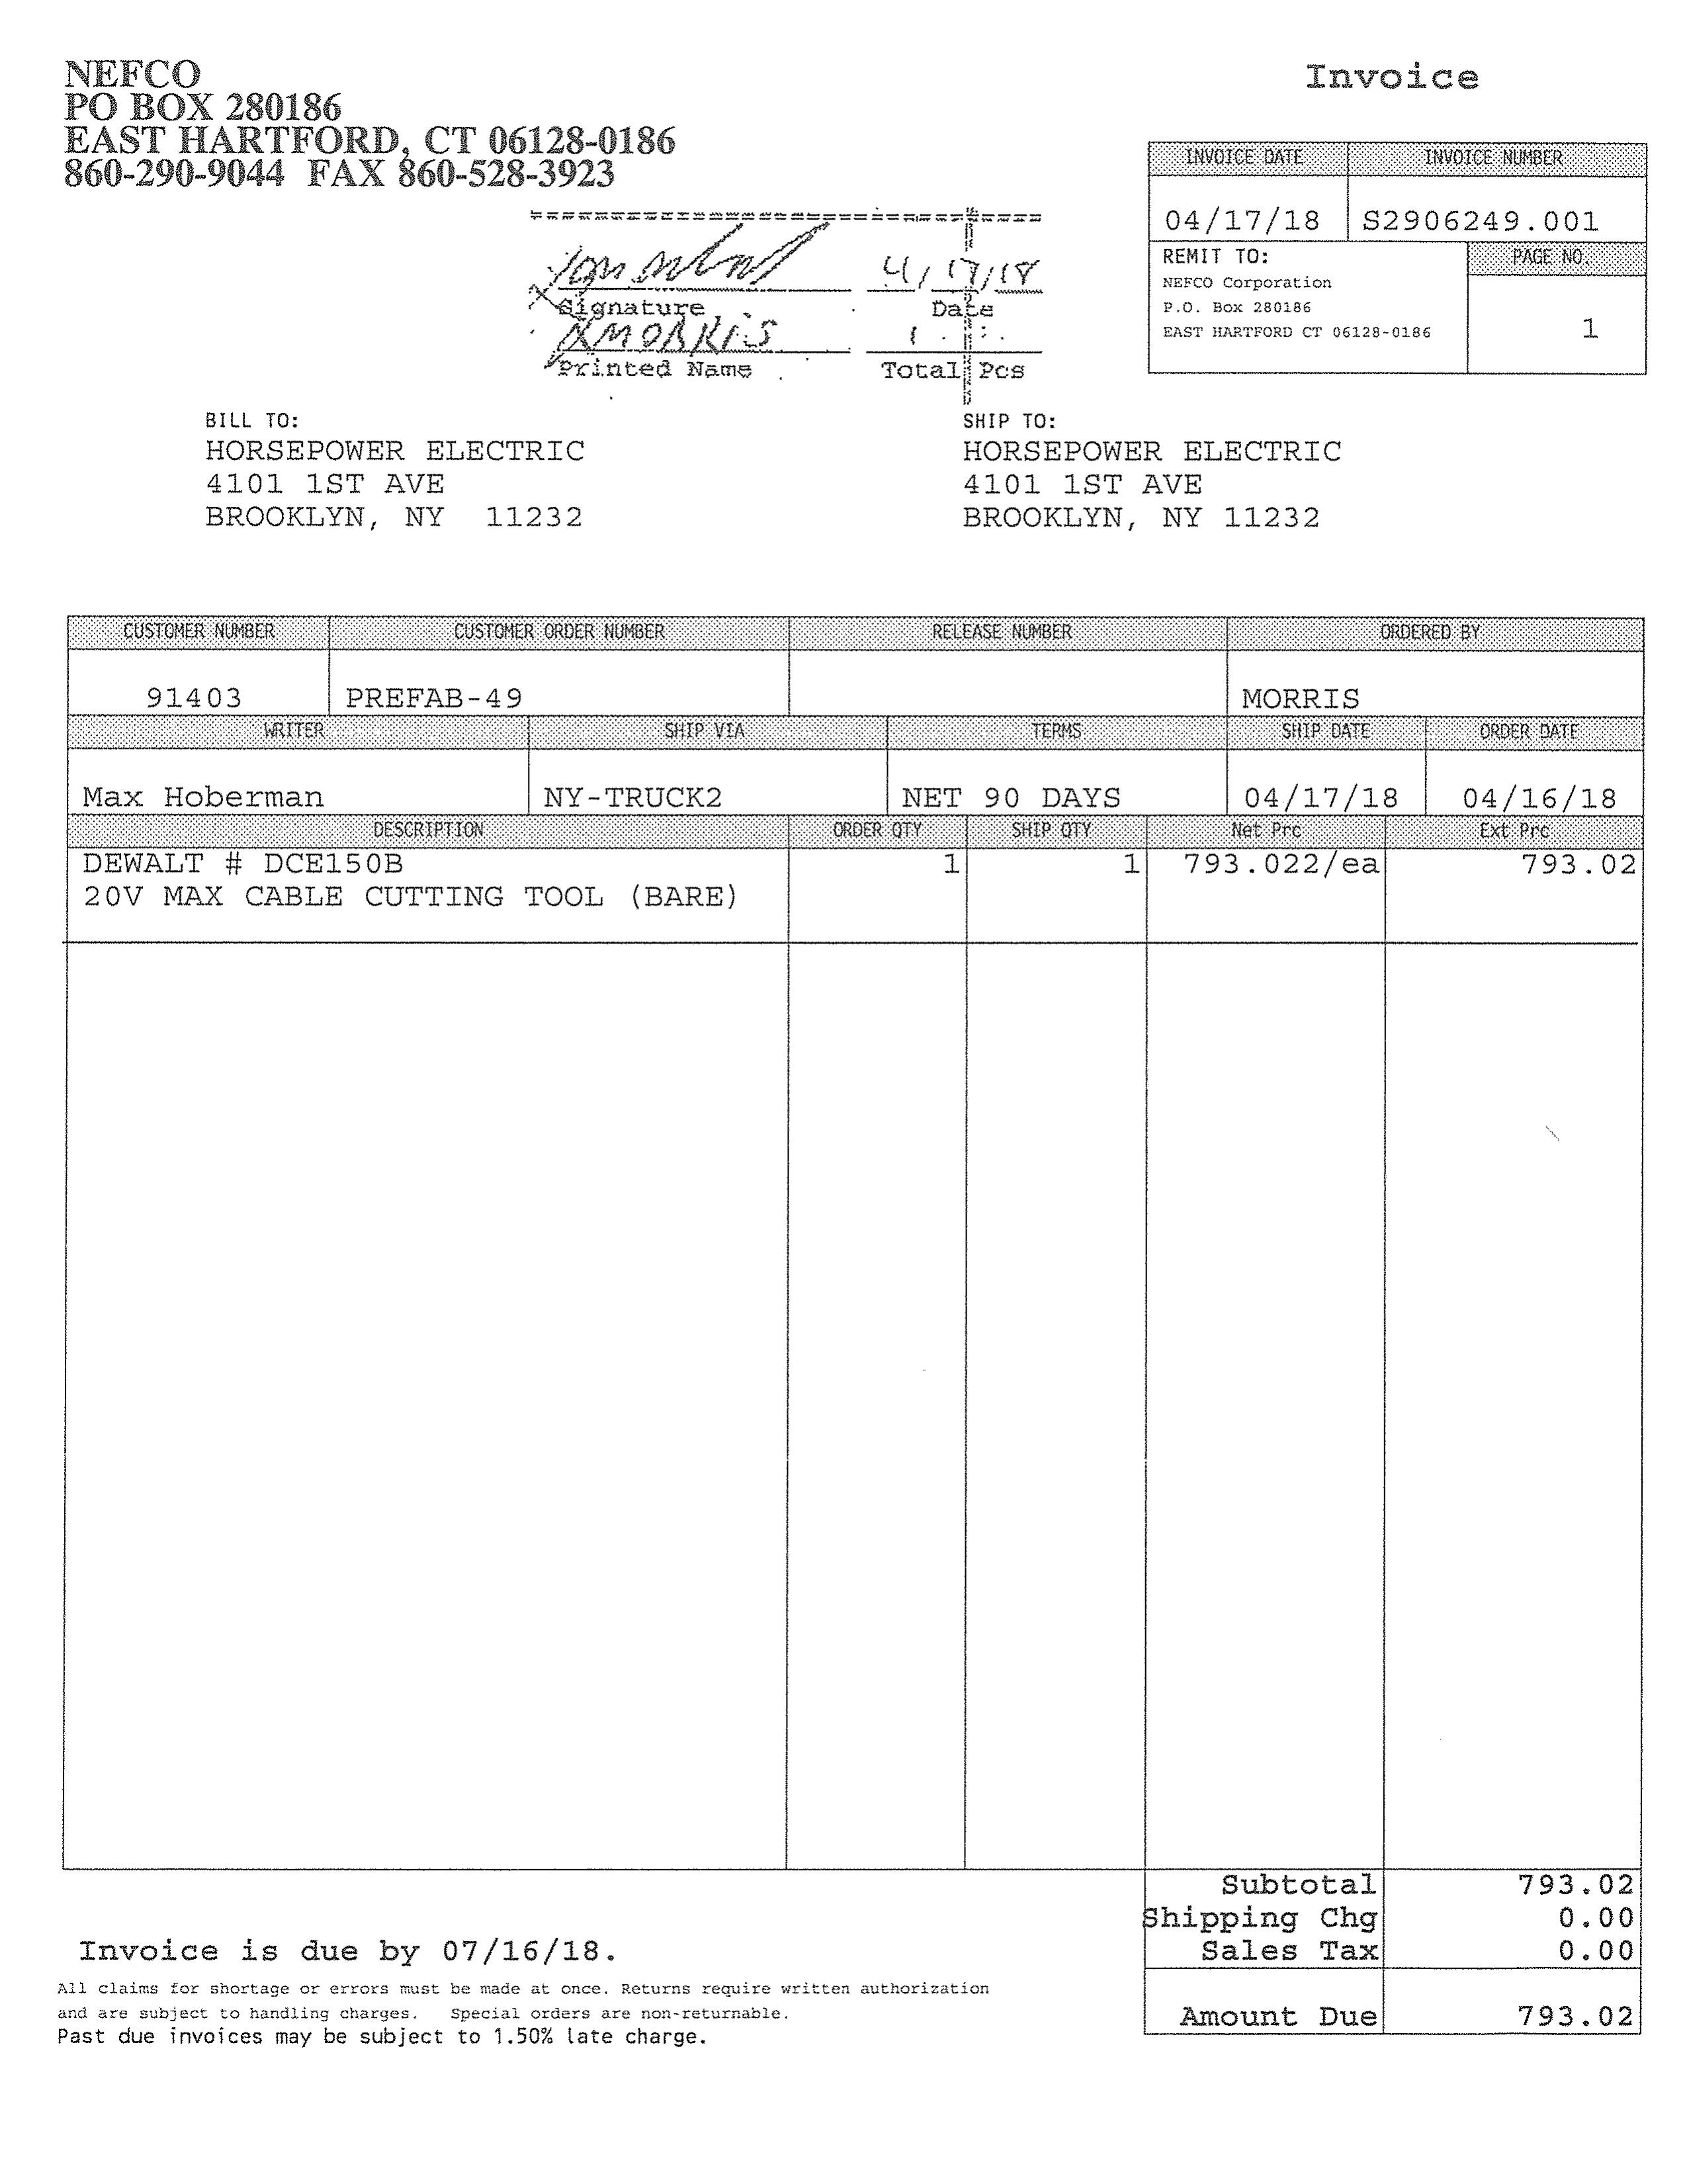 NEFCO
PO BOX 280186
EAST HARTFORD, CT 06128-0186
860-290-9044 FAX 860-528-3923
Invoice
INVOICE DATE INVOICE NUMBER
04/17/18 S2906249.001
REMIT TO: PAGE NO.
NEFCO Corporation
P.O. Box 280186
EAST HARTFORD CT 06128-0186
1
4/17/18
Signature Date
MORRIS 1
Printed Name Total Pcs
BILL TO:
HORSEPOWER ELECTRIC
4101 1ST AVE
BROOKLYN, NY 11232
SHIP TO:
HORSEPOWER ELECTRIC
4101 1ST AVE
BROOKLYN, NY 11232
CUSTOMER NUMBER CUSTOMER ORDER NUMBER RELEASE NUMBER ORDERED BY
91403 PREFAB-49 MORRIS
WRITER SHIP VIA TERMS SHIP DATE ORDER DATE
Max Hoberman NY-TRUCK2 NET 90 DAYS 04/17/18 04/16/18
DESCRIPTION ORDER QTY SHIP QTY Net Prc Ext Prc
DEWALT # DCE150B 1 1 793.022/ea 793.02
20V MAX CABLE CUTTING TOOL (BARE)
Subtotal 793.02
Shipping Chg 0.00
Sales Tax 0.00
Invoice is due by 07/16/18.
All claims for shortage or errors must be made at once. Returns require written authorization
and are subject to handling charges. Special orders are non-returnable.
Past due invoices may be subject to 1.50% late charge.
Amount Due 793.02